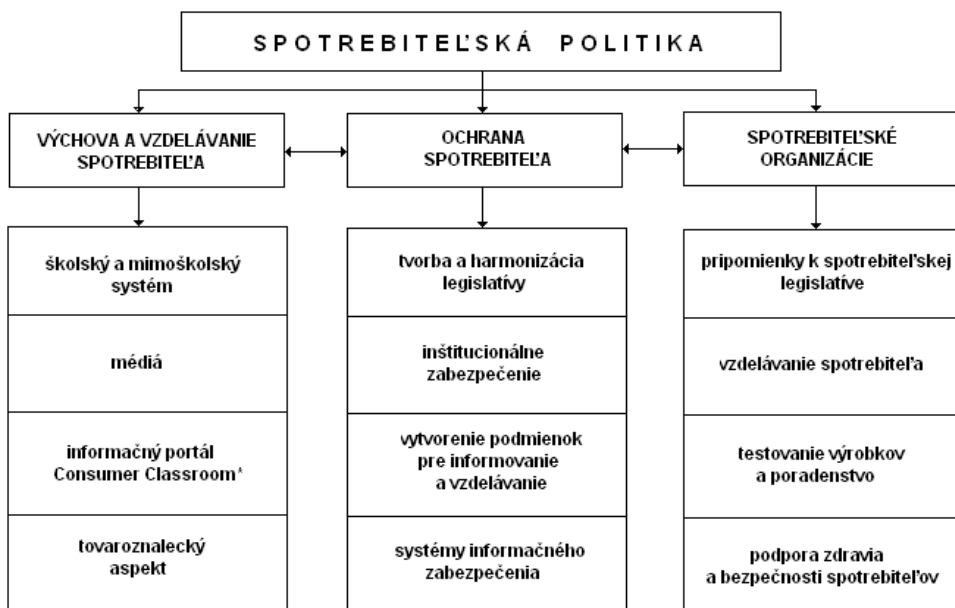 SPOTREBITEĽSKÁ POLITIKA
VÝCHOVA A VZDELÁVANIE
SPOTREBITEĽA
OCHRANA
SPOTREBITEĽA
SPOTREBITEĽSKÉ
ORGANIZÁCIE
školský a mimoškolský
systém
médiá
informačný portál
Consumer Classroom*
tovaroznalecký
aspekt
tvorba a harmonizácia
legislatívy
inštitucionálne
zabezpečenie
vytvorenie podmienok
pre informovanie
a vzdelávanie
systémy informačného
zabezpečenia
pripomienky k spotrebiteľskej
legislatíve
vzdelávanie spotrebiteľa
testovanie výrobkov
a poradenstvo
podpora zdravia
a bezpečnosti spotrebiteľov